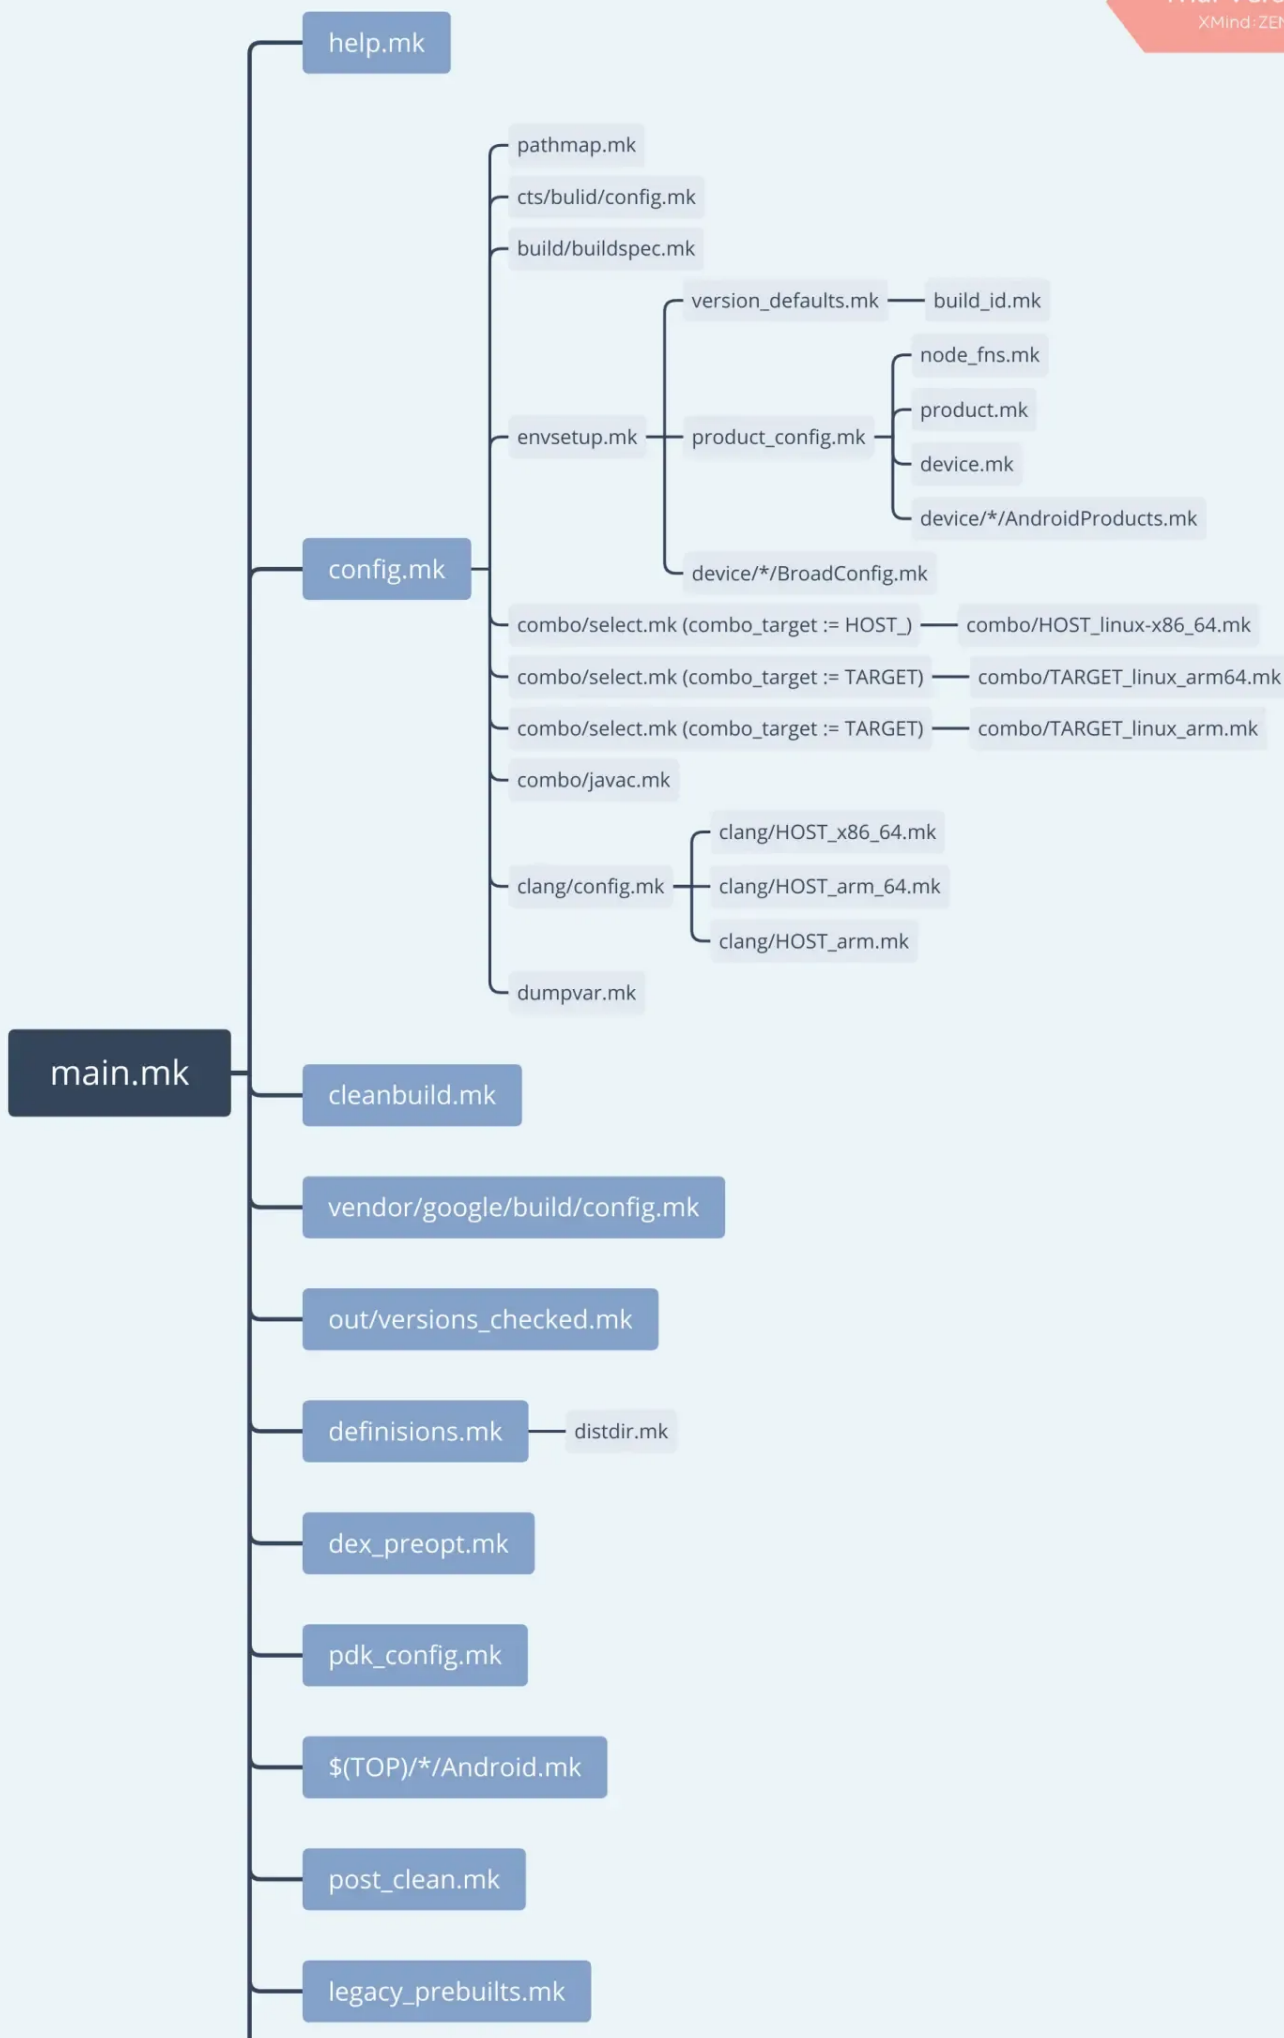 XMind:ZEN
help.mk
pathmap.mk
cts/bulid/config.mk
build/buildspec.mk
version_defaults.mk
build_id.mk
node_fns.mk
product.mk
envsetup.mk
product_config.mk
device.mk
device/*/AndroidProducts.mk
config.mk
device/*/BroadConfig.mk
combo/select.mk (combo_target := HOST_)
combo/HOST_linux-x86_64.mk
combo/select.mk (combo_target := TARGET)
combo/TARGET_linux_arm64.mk
combo/select.mk (combo_target := TARGET)
combo/TARGET_linux_arm.mk
combo/javac.mk
clang/HOST_x86_64.mk
clang/config.mk
clang/HOST_arm_64.mk
clang/HOST_arm.mk
dumpvar.mk
main.mk
cleanbuild.mk
vendor/google/build/config.mk
out/versions_checked.mk
definisions.mk
distdir.mk
dex_preopt.mk
pdk_config.mk
$(TOP)/*/Android.mk
post_clean.mk
legacy_prebuilts.mk